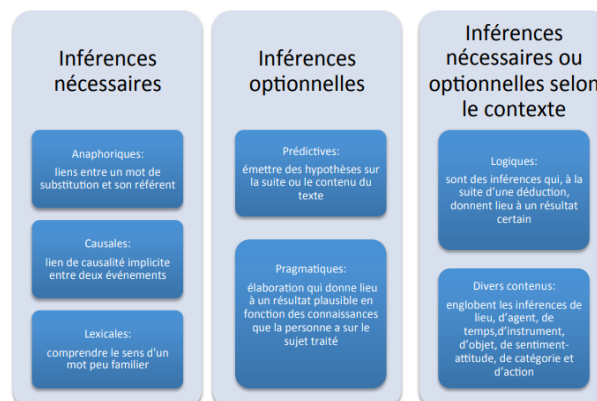 Inférences
nécessaires
Anaphoriques:
liens entre un mot de
substitution et son référent
Causales:
lien de causalité implicite
entre deux événements
Lexicales:
comprendre le sens d'un
mot peu familier
Inférences
optionnelles
Prédictives:
émettre des hypothèses sur
la suite ou le contenu du
texte
Pragmatiques:
élaboration qui donne lieu
à un résultat plausible en
fonction des connaissances
que la personne a sur le
sujet traité
Inférences
nécessaires ou
optionnelles selon
le contexte
Logiques:
sont des inférences qui, à la
suite d'une déduction,
donnent lieu à un résultat
certain
Divers contenus:
englobent les inférences de
lieu, d'agent, de
temps,d'instrument,
d'objet, de sentiment-
attitude, de catégorie et
d'action